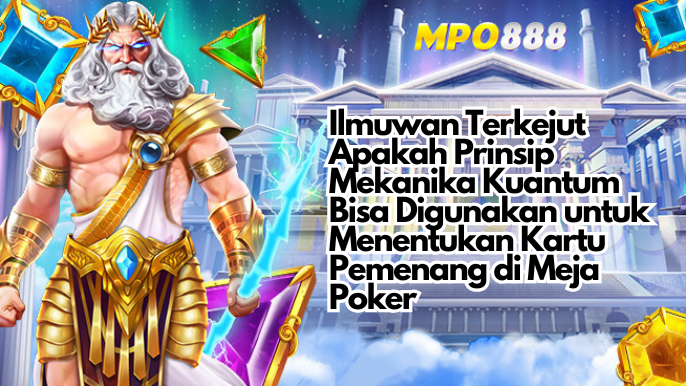 MPO888
Ilmuwan Terkejut
Apakah Prinsip
Mekanika Kuantum
Bisa Digunakan untuk
Menentukan Kartu
Pemenang di Meja
Poker